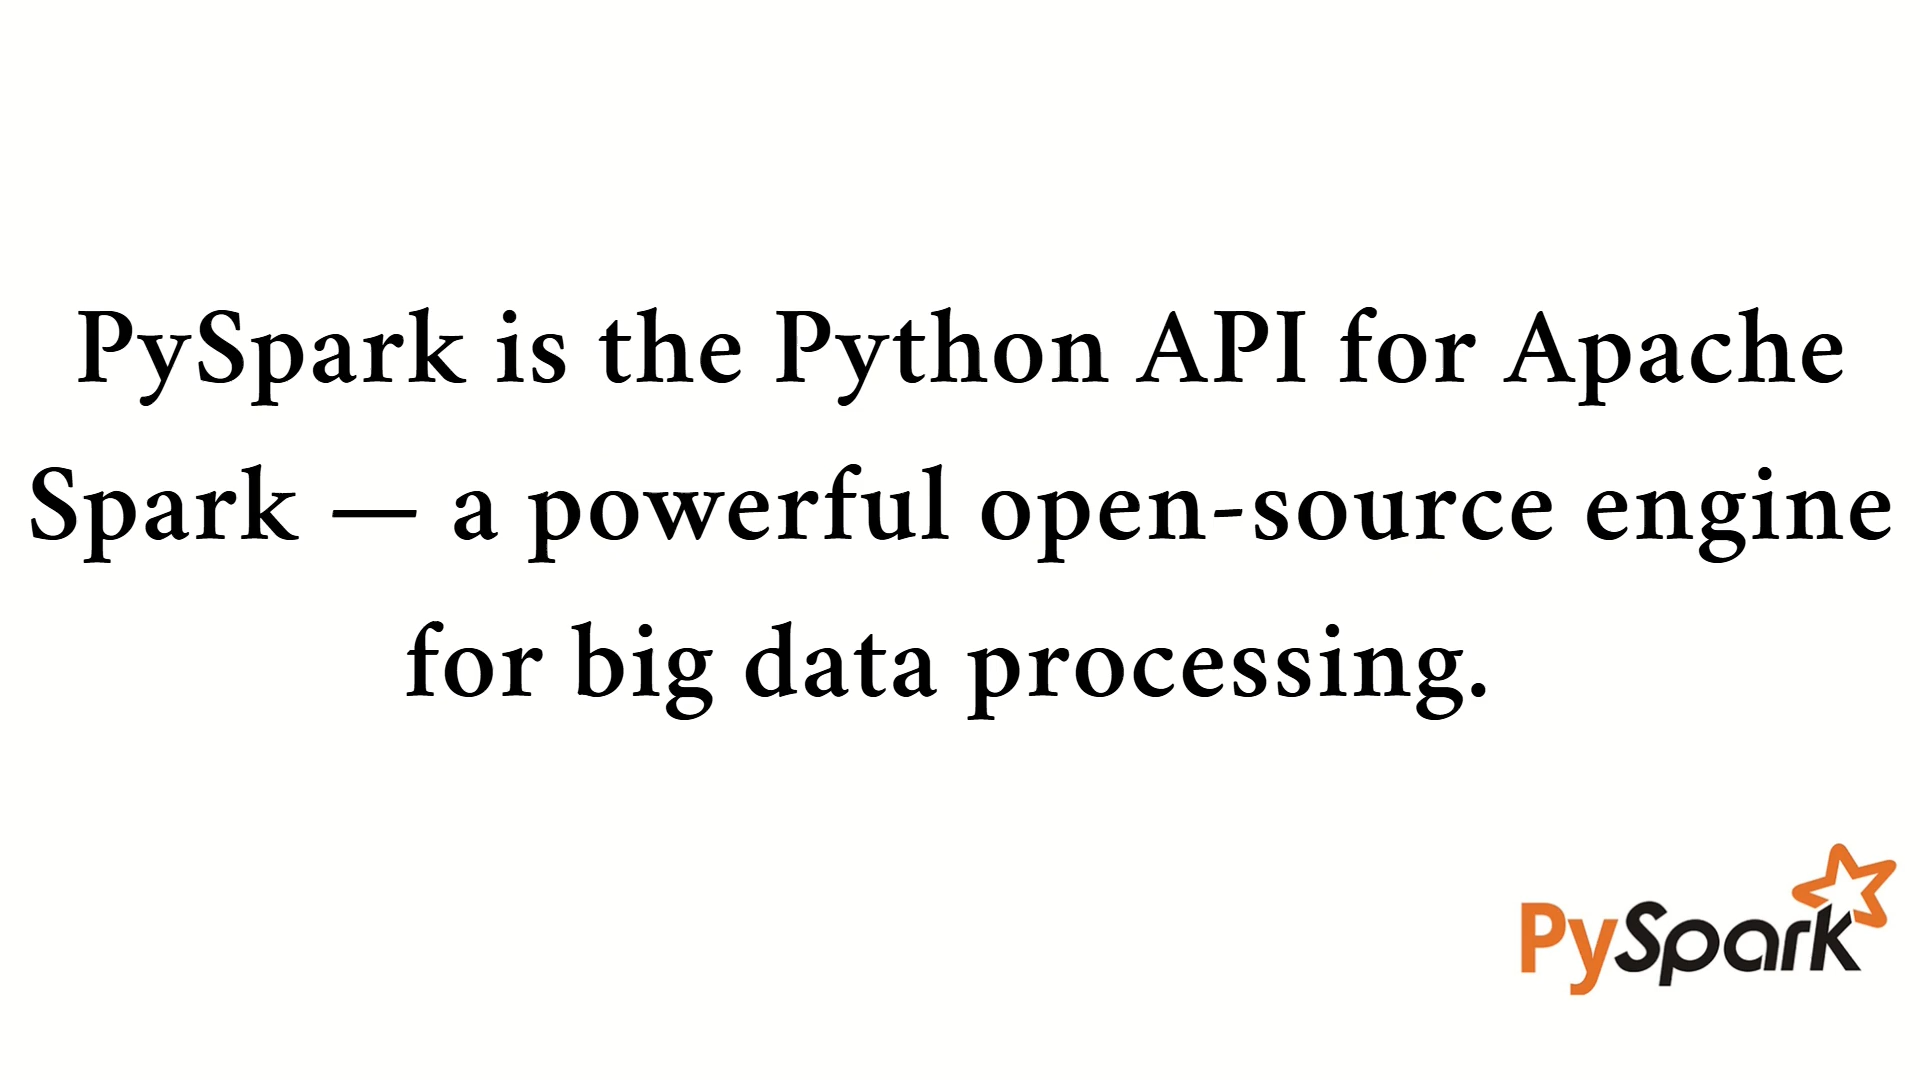 PySpark is the Python API for Apache
Spark — a powerful open-source engine
for big data processing.
PySpark